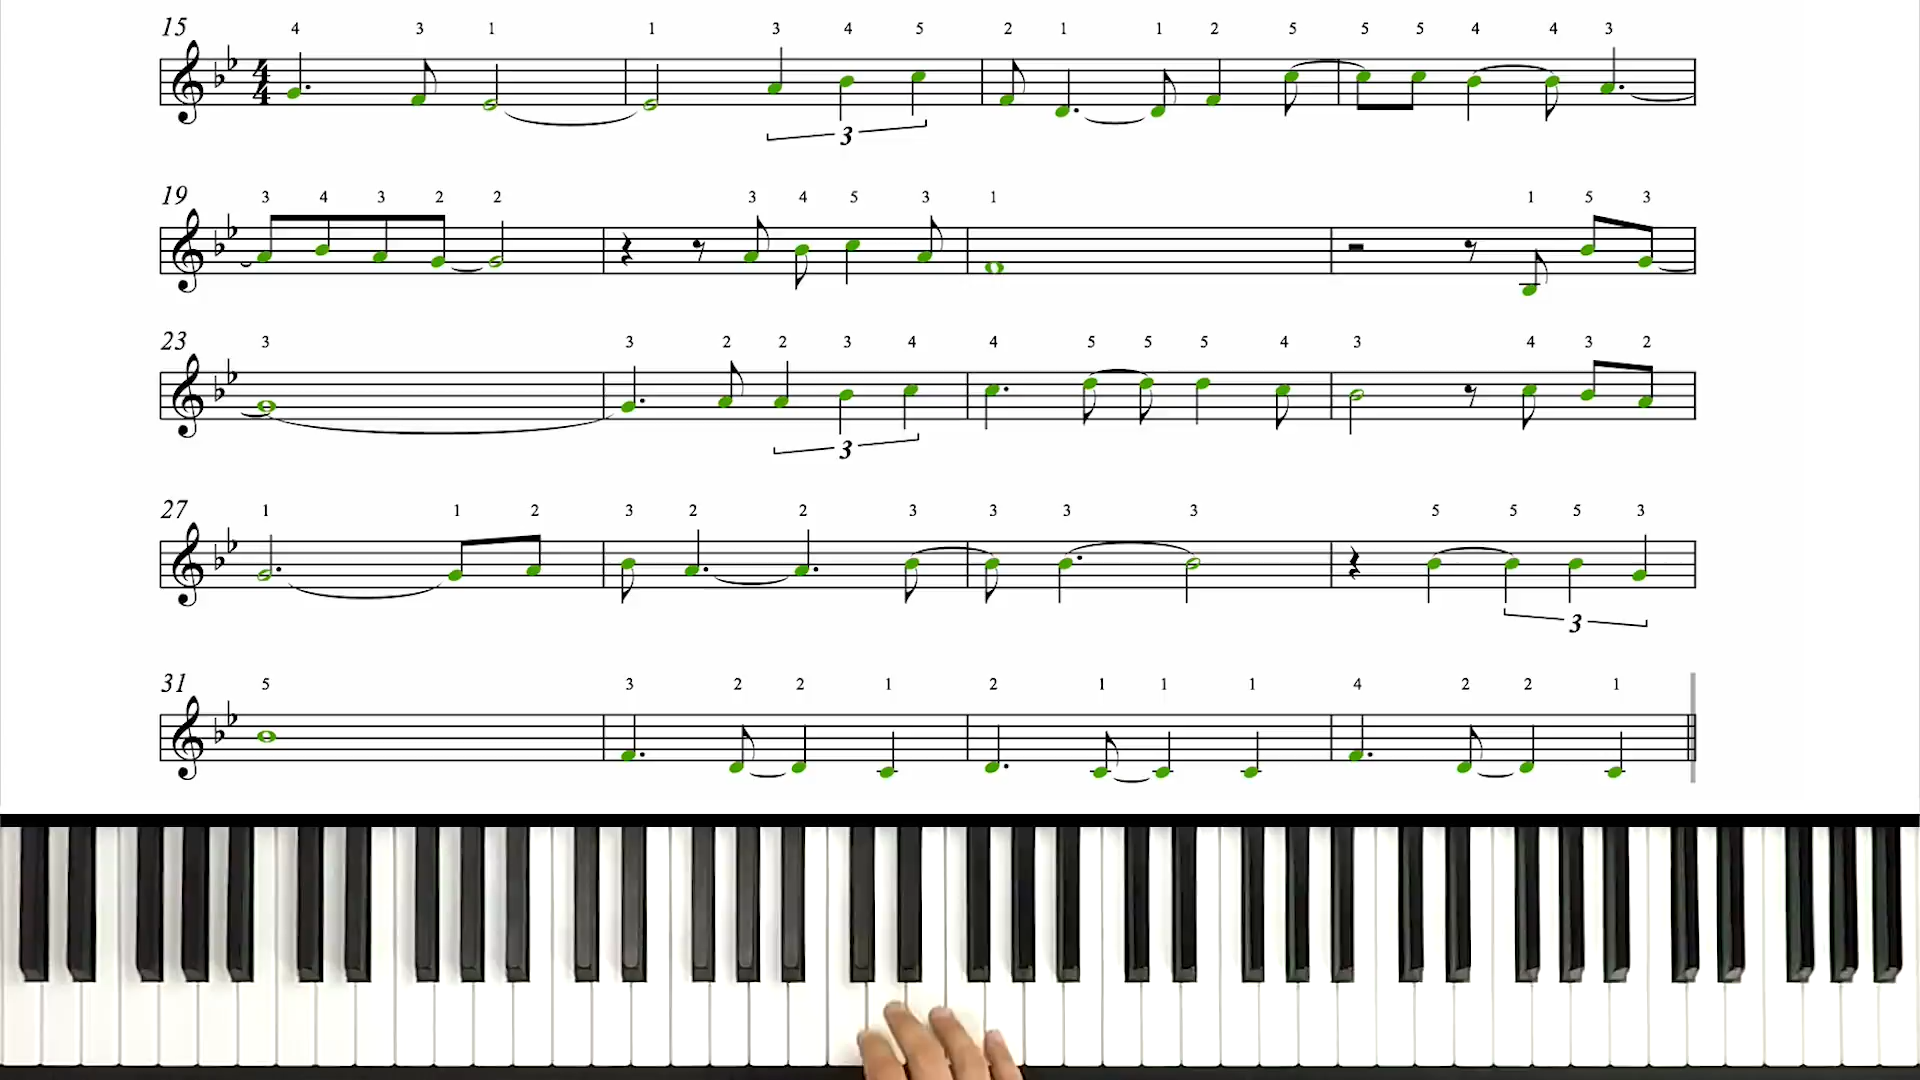 15 4 3 1 1 3 4 5 2 1 1 2 5 5 5 4 4 3
4
4
3
19 3 4 3 2 2 3 4 5 3 1 1 5 3
23 3 3 2 2 3 4 4 5 5 5 4 3 4 3 2
3
27 1 1 2 3 2 2 3 3 3 3 5 5 5 3
3
31 5 3 2 2 1 2 1 1 1 4 2 2 1